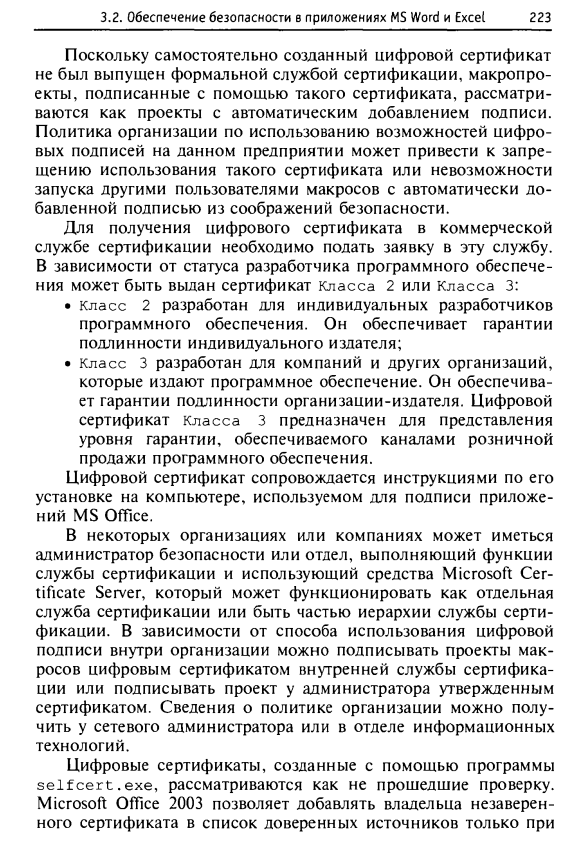 3.2. Обеспечение безопасности в приложениях MS Word и Excel 223
Поскольку самостоятельно созданный цифровой сертификат
не был выпущен формальной службой сертификации, макропро-
екты, подписанные с помощью такого сертификата, рассматри-
ваются как проекты с автоматическим добавлением подписи.
Политика организации по использованию возможностей цифро-
вых подписей на данном предприятии может привести к запре-
щению использования такого сертификата или невозможности
запуска другими пользователями макросов с автоматически до-
бавленной подписью из соображений безопасности.
Для получения цифрового сертификата в коммерческой
службе сертификации необходимо подать заявку в эту службу.
В зависимости от статуса разработчика программного обеспече-
ния может быть выдан сертификат Класса 2 или Класса 3:
• Класс 2 разработан для индивидуальных разработчиков
программного обеспечения. Он обеспечивает гарантии
подлинности индивидуального издателя;
• Класс 3 разработан для компаний и других организаций,
которые издают программное обеспечение. Он обеспечива-
ет гарантии подлинности организации-издателя. Цифровой
сертификат Класса 3 предназначен для представления
уровня гарантии, обеспечиваемого каналами розничной
продажи программного обеспечения.
Цифровой сертификат сопровождается инструкциями по его
установке на компьютере, используемом для подписи приложе-
ний MS Office.
В некоторых организациях или компаниях может иметься
администратор безопасности или отдел, выполняющий функции
службы сертификации и использующий средства Microsoft Cer-
tificate Server, который может функционировать как отдельная
служба сертификации или быть частью иерархии службы серти-
фикации. В зависимости от способа использования цифровой
подписи внутри организации можно подписывать проекты мак-
росов цифровым сертификатом внутренней службы сертифика-
ции или подписывать проект у администратора утвержденным
сертификатом. Сведения о политике организации можно полу-
чить у сетевого администратора или в отделе информационных
технологий.
Цифровые сертификаты, созданные с помощью программы
selfcert.exe, рассматриваются как не прошедшие проверку.
Microsoft Office 2003 позволяет добавлять владельца незаверен-
ного сертификата в список доверенных источников только при